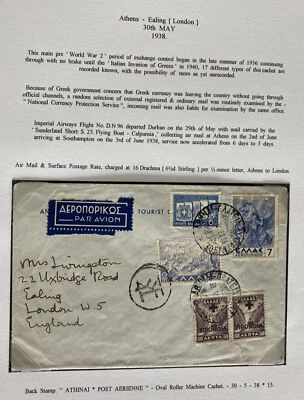 Athens - Ealing { London }
30th MAY
1938.
This main pre 'World War 2' period of exchange control began in the late summer of 1936 continuing
through with no brake until the 'Italian Invasion of Greece' in 1940, 17 different types of this cachet are
recorded known, with the possibility of more as yet unrecorded.
Because of Greek government concerns that Greek currency was leaving the country without going through
official channels, a random selection of external registered & ordinary mail was routinely examined by the -
" National Currency Protection Service", incoming mail was also liable for examination by the same office.
Imperial Airways Flight No. D.N 96 departed Durban on the 29th of May with mail carried by the
'Sunderland Short S. 23. Flying Boat - Calpurnia', collecting air mail at Athens on the 2nd of June
arriving at Southampton on the 3rd of June 1938, service now accelerated from 6 days to 5 days.
Air Mail & Surface Postage Rate, charged at 16 Drachma { 6½d Stirling } per ½ ounce letter, Athens to London.
ΑΕΡΟΠΟΡΙΚΩΣ
PAR AVION
TOURIST
ΕΛΛΑΣ
7
Mrs Livingston
22 Uxbridge Road
Ealing
London W.5
England
ΠΡΟΝΟΙΑ
ΠΡΟΝΟΙΑ
Back Stamp. " ATHINAI * POST AERIENNE" - Oval Roller Machine Cachet. - 30 - 5 - 38 * 15.